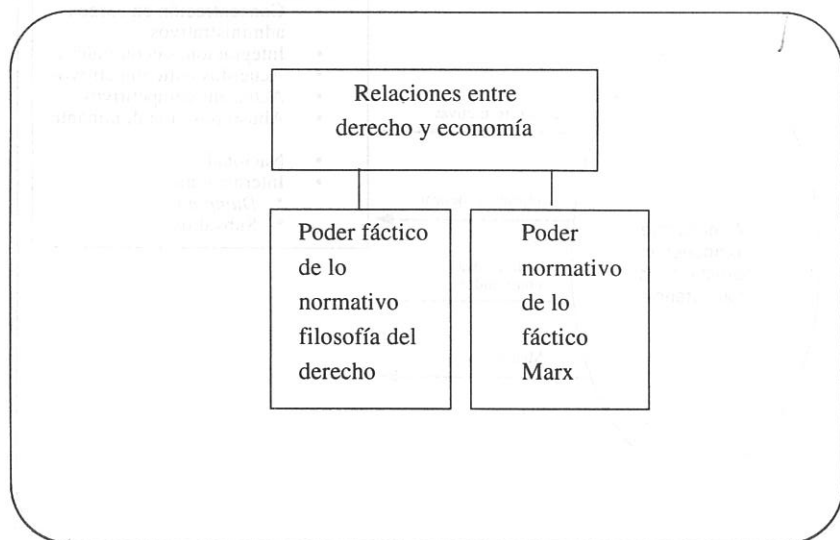 Relaciones entre
derecho y economía
Poder fáctico
de lo
normativo
filosofía del
derecho
Poder
normativo
de lo
fáctico
Marx